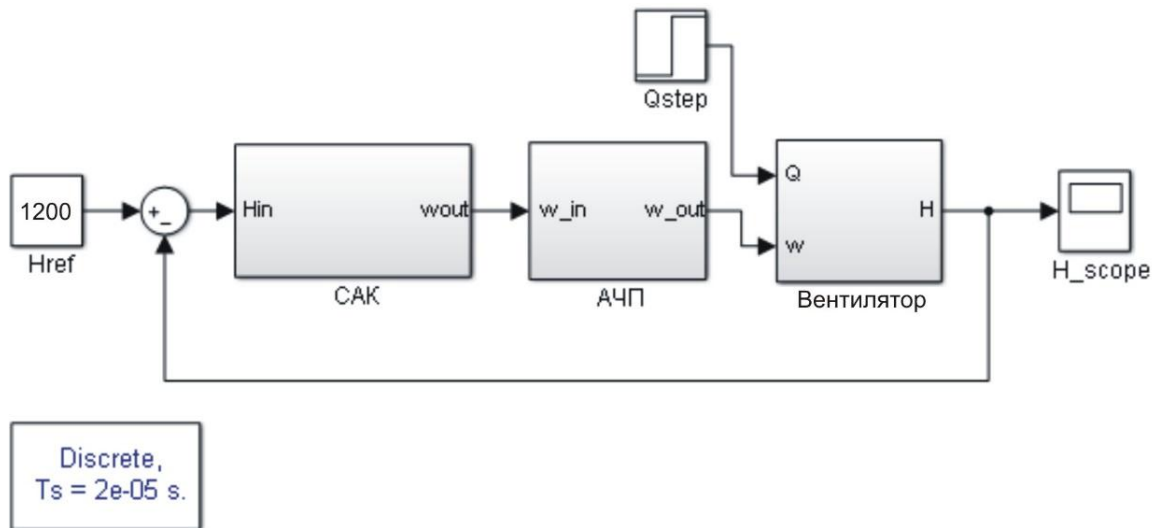 Qstep
1200
Href
+
-
Hin
wout
САК
w_in
w_out
АЧП
Q
w
H
Вентилятор
H_scope
Discrete,
Ts = 2e-05 s.